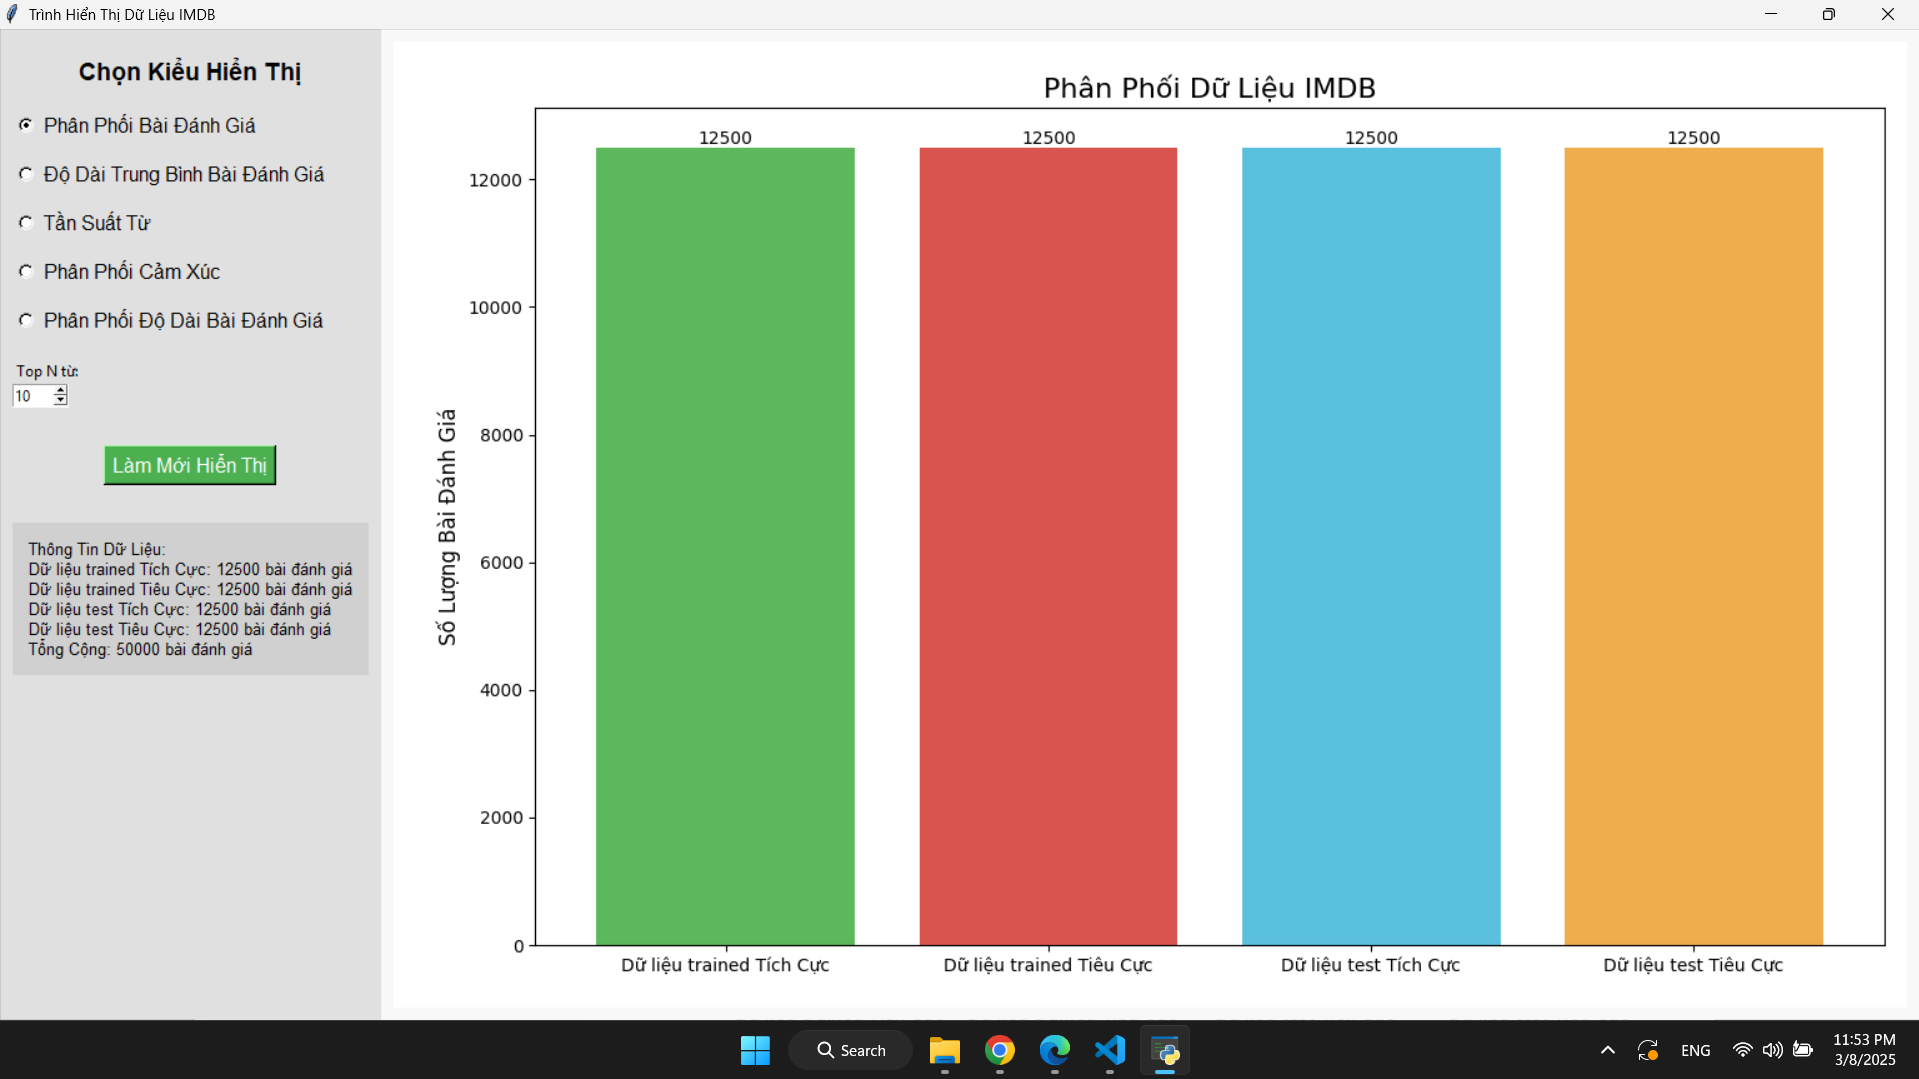 Trình Hiển Thị Dữ Liệu IMDB
Chọn Kiểu Hiển Thị
Phân Phối Bài Đánh Giá
Độ Dài Trung Bình Bài Đánh Giá
Tần Suất Từ
Phân Phối Cảm Xúc
Phân Phối Độ Dài Bài Đánh Giá
Top N từ:
10
Làm Mới Hiển Thị
Thông Tin Dữ Liệu:
Dữ liệu trained Tích Cực: 12500 bài đánh giá
Dữ liệu trained Tiêu Cực: 12500 bài đánh giá
Dữ liệu test Tích Cực: 12500 bài đánh giá
Dữ liệu test Tiêu Cực: 12500 bài đánh giá
Tổng Cộng: 50000 bài đánh giá
Phân Phối Dữ Liệu IMDB
12500 12500 12500 12500
12000
10000
8000
6000
4000
2000
0
Số Lượng Bài Đánh Giá
Dữ liệu trained Tích Cực Dữ liệu trained Tiêu Cực Dữ liệu test Tích Cực Dữ liệu test Tiêu Cực
Search
ENG
11:53 PM
3/8/2025